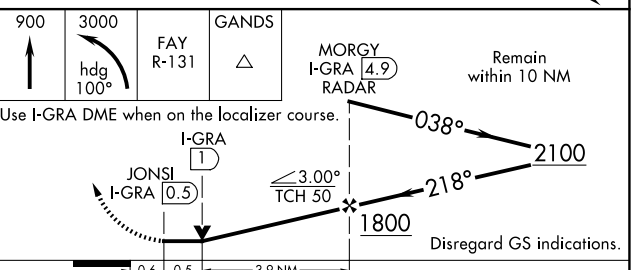 900
3000
hdg
100°
FAY
R-131
GANDS
MORGY
I-GRA 4.9
RADAR
Remain
within 10 NM
Use I-GRA DME when on the localizer course.
I-GRA
1
JONSI
I-GRA 0.5
3.00°
TCH 50
038°
2100
218°
1800
Disregard GS indications.
0.6
0.5
3.9 NM